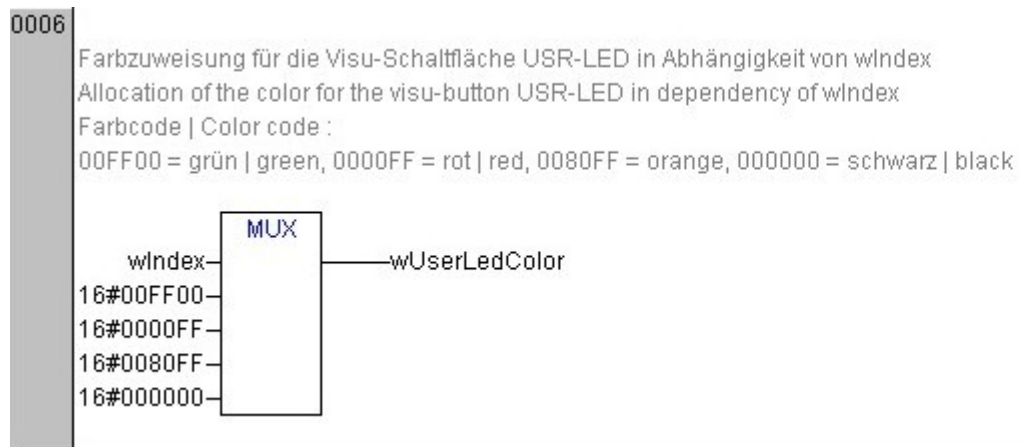 0006
Farbzuweisung für die Visu-Schaltfläche USR-LED in Abhängigkeit von wIndex
Allocation of the color for the visu-button USR-LED in dependency of wIndex
Farbcode | Color code :
00FF00 = grün | green, 0000FF = rot | red, 0080FF = orange, 000000 = schwarz | black
MUX
wIndex wUserLedColor
16#00FF00
16#0000FF
16#0080FF
16#000000